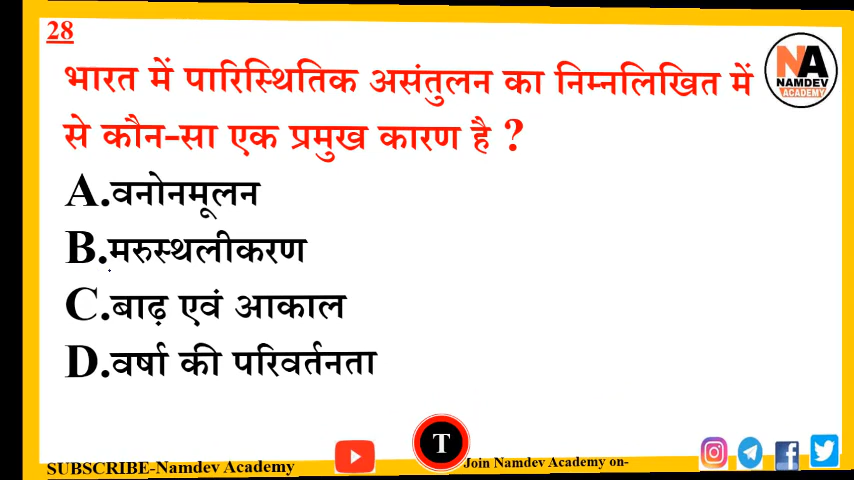 28
भारत में पारिस्थितिक असंतुलन का निम्नलिखित में
से कौन-सा एक प्रमुख कारण है ?
A.वनोनमूलन
B.मरुस्थलीकरण
C.बाढ़ एवं आकाल
D.वर्षा की परिवर्तनता
NA
NAMDEV
ACADEMY
T
SUBSCRIBE-Namdev Academy
Join Namdev Academy on-